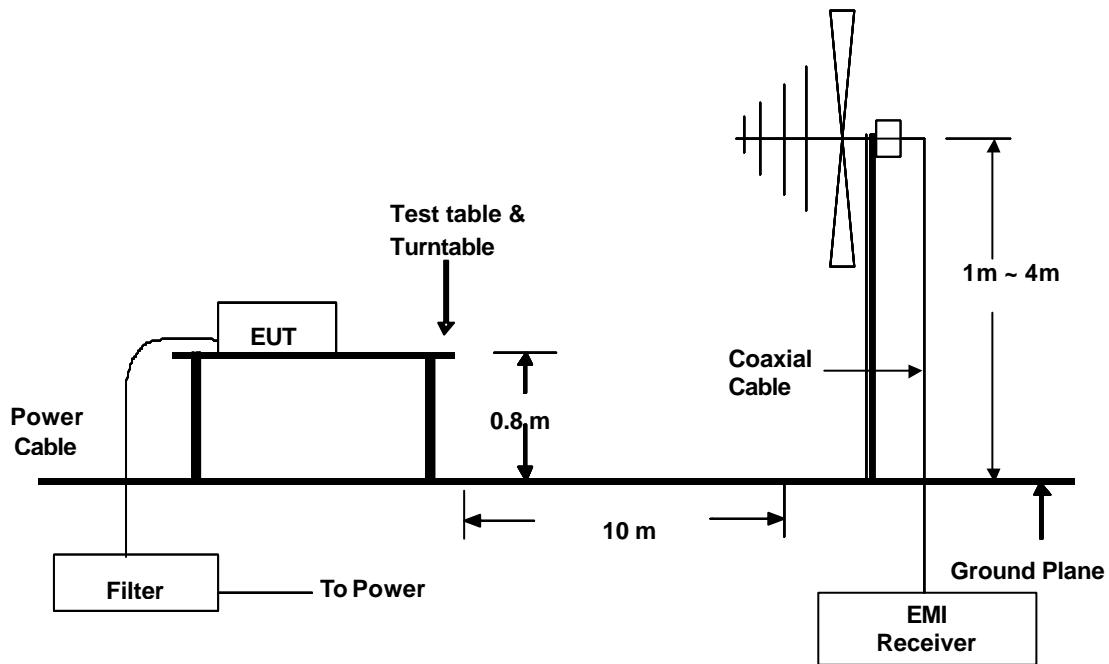 Test table &
Turntable
1m ~ 4m
EUT
Coaxial
Cable
0.8 m
Power
Cable
10 m
Ground Plane
Filter
To Power
EMI
Receiver